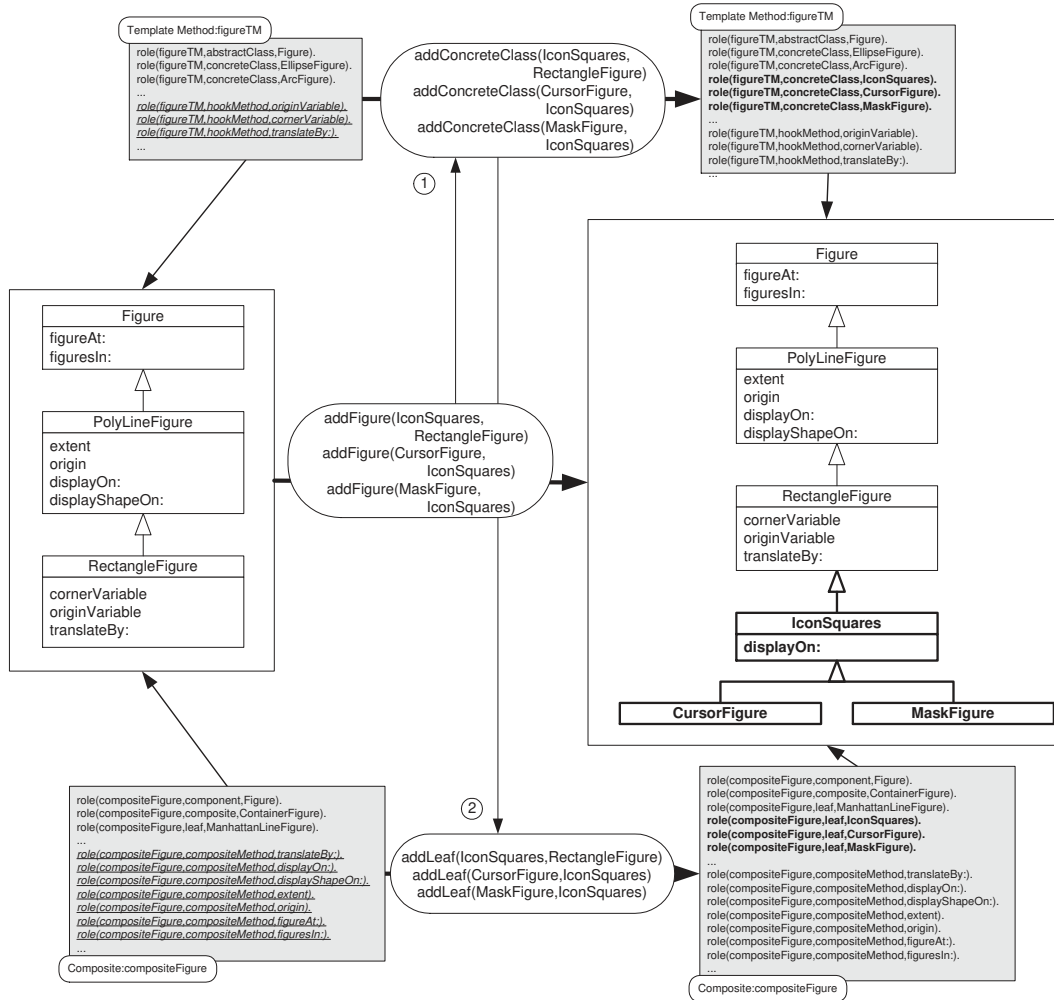 Template Method:figureTM
role(figureTM,abstractClass,Figure).
role(figureTM,concreteClass,EllipseFigure).
role(figureTM,concreteClass,ArcFigure).
...
role(figureTM,hookMethod,originVariable).
role(figureTM,hookMethod,cornerVariable).
role(figureTM,hookMethod,translateBy:).
...
addConcreteClass(IconSquares,
RectangleFigure)
addConcreteClass(CursorFigure,
IconSquares)
addConcreteClass(MaskFigure,
IconSquares)
Template Method:figureTM
role(figureTM,abstractClass,Figure).
role(figureTM,concreteClass,EllipseFigure).
role(figureTM,concreteClass,ArcFigure).
role(figureTM,concreteClass,IconSquares).
role(figureTM,concreteClass,CursorFigure).
role(figureTM,concreteClass,MaskFigure).
...
role(figureTM,hookMethod,originVariable).
role(figureTM,hookMethod,cornerVariable).
role(figureTM,hookMethod,translateBy:).
...
1
Figure
figureAt:
figuresIn:
PolyLineFigure
extent
origin
displayOn:
displayShapeOn:
RectangleFigure
cornerVariable
originVariable
translateBy:
addFigure(IconSquares,
RectangleFigure)
addFigure(CursorFigure,
IconSquares)
addFigure(MaskFigure,
IconSquares)
Figure
figureAt:
figuresIn:
PolyLineFigure
extent
origin
displayOn:
displayShapeOn:
RectangleFigure
cornerVariable
originVariable
translateBy:
IconSquares
displayOn:
CursorFigure
MaskFigure
role(compositeFigure,component,Figure).
role(compositeFigure,composite,ContainerFigure).
role(compositeFigure,leaf,ManhattanLineFigure).
...
role(compositeFigure,compositeMethod,translateBy:).
role(compositeFigure,compositeMethod,displayOn:).
role(compositeFigure,compositeMethod,displayShapeOn:).
role(compositeFigure,compositeMethod,extent).
role(compositeFigure,compositeMethod,origin).
role(compositeFigure,compositeMethod,figureAt:).
role(compositeFigure,compositeMethod,figuresIn:).
...
Composite:compositeFigure
2
addLeaf(IconSquares,RectangleFigure)
addLeaf(CursorFigure,IconSquares)
addLeaf(MaskFigure,IconSquares)
role(compositeFigure,component,Figure).
role(compositeFigure,composite,ContainerFigure).
role(compositeFigure,leaf,ManhattanLineFigure).
role(compositeFigure,leaf,IconSquares).
role(compositeFigure,leaf,CursorFigure).
role(compositeFigure,leaf,MaskFigure).
...
role(compositeFigure,compositeMethod,translateBy:).
role(compositeFigure,compositeMethod,displayOn:).
role(compositeFigure,compositeMethod,displayShapeOn:).
role(compositeFigure,compositeMethod,extent).
role(compositeFigure,compositeMethod,origin).
role(compositeFigure,compositeMethod,figureAt:).
role(compositeFigure,compositeMethod,figuresIn:).
...
Composite:compositeFigure